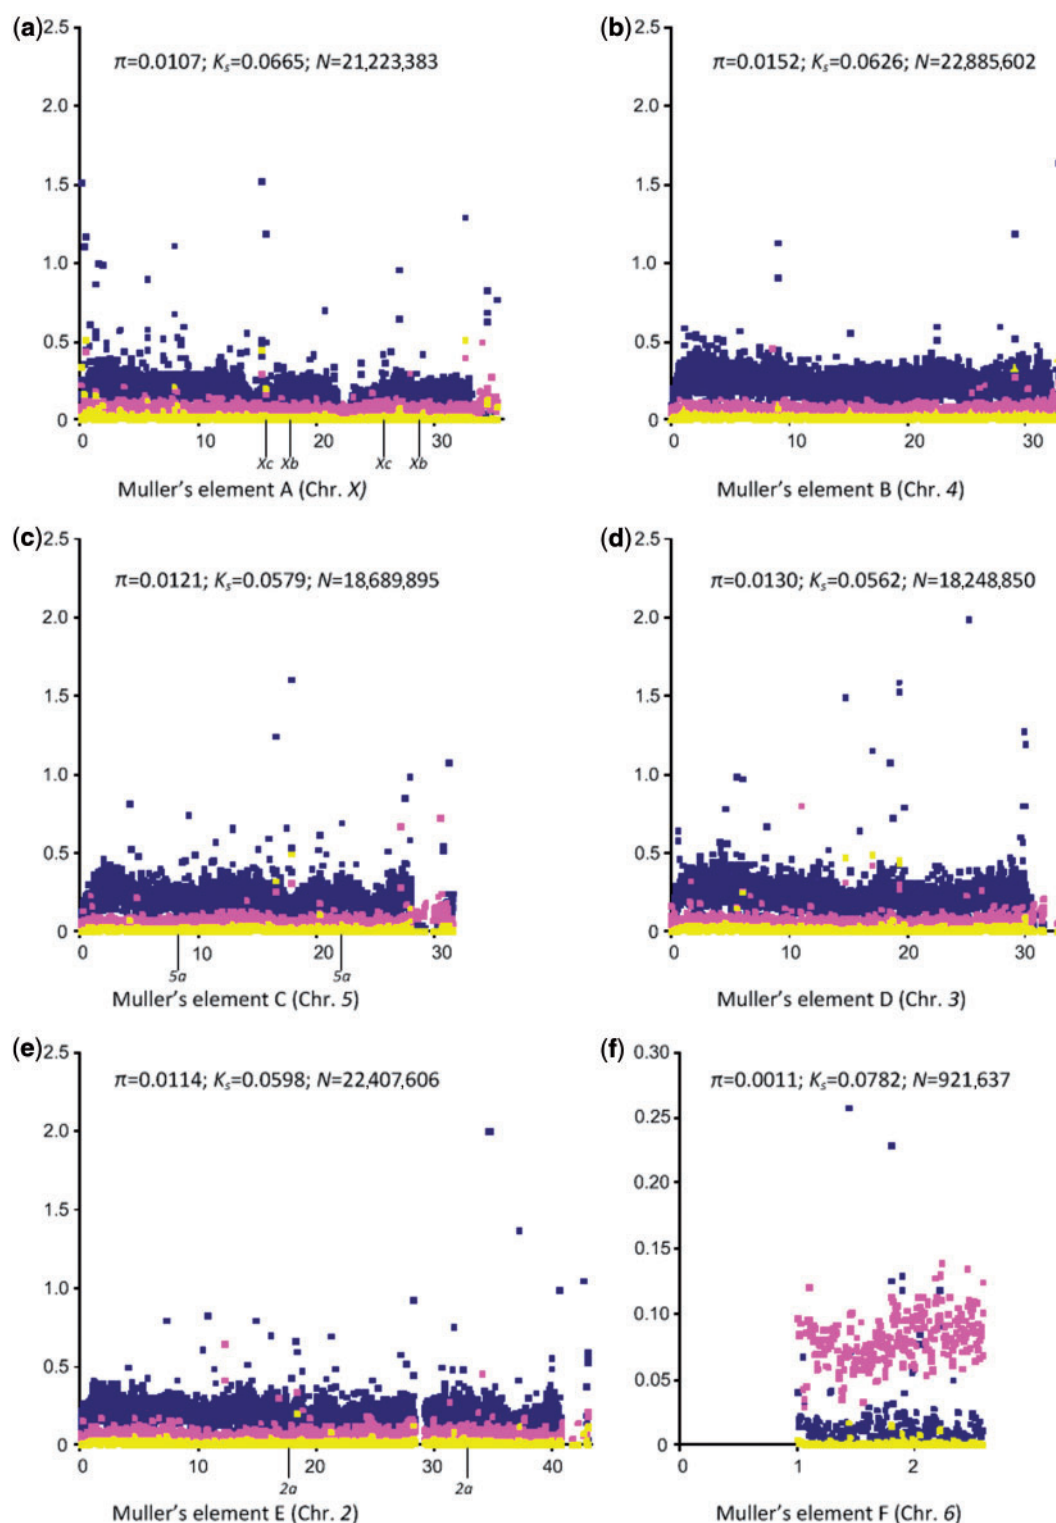 (a)
2.5
2.0
1.5
1.0
0.5
0
π=0.0107; Ks=0.0665; N=21,223,383
0 10 20 30
Xc Xb Xc Xb
Muller's element A (Chr. X)
(b)
2.5
2.0
1.5
1.0
0.5
0
π=0.0152; Ks=0.0626; N=22,885,602
0 10 20 30
Muller's element B (Chr. 4)
(c)
2.5
2.0
1.5
1.0
0.5
0
π=0.0121; Ks=0.0579; N=18,689,895
0 10 20 30
5a 5a
Muller's element C (Chr. 5)
(d)
2.5
2.0
1.5
1.0
0.5
0
π=0.0130; Ks=0.0562; N=18,248,850
0 10 20 30
Muller's element D (Chr. 3)
(e)
2.5
2.0
1.5
1.0
0.5
0
π=0.0114; Ks=0.0598; N=22,407,606
0 10 20 30 40
2a 2a
Muller's element E (Chr. 2)
(f)
0.30
0.25
0.20
0.15
0.10
0.05
0
π=0.0011; Ks=0.0782; N=921,637
0 1 2
Muller's element F (Chr. 6)